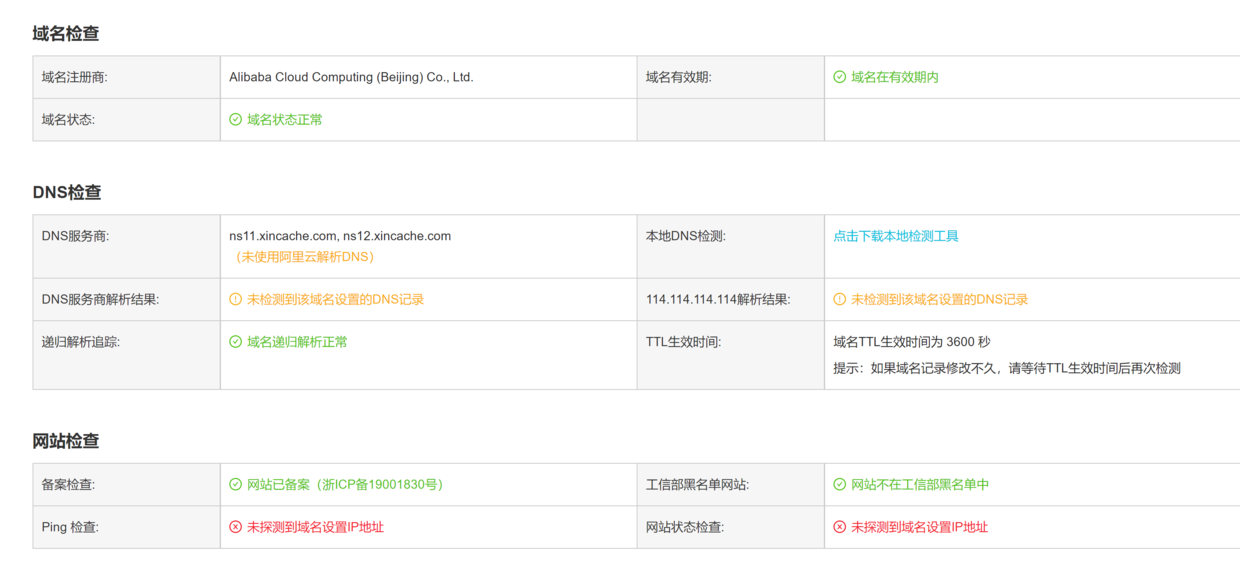 域名检查
域名注册商:
Alibaba Cloud Computing (Beijing) Co., Ltd.
域名有效期:
域名在有效期内
域名状态:
域名状态正常
DNS检查
DNS服务商:
ns11.xincache.com, ns12.xincache.com
（未使用阿里云解析DNS）
本地DNS检测:
点击下载本地检测工具
DNS服务商解析结果:
未检测到该域名设置的DNS记录
114.114.114.114解析结果:
未检测到该域名设置的DNS记录
递归解析追踪:
域名递归解析正常
TTL生效时间:
域名TTL生效时间为 3600 秒
提示：如果域名记录修改不久，请等待TTL生效时间后再次检测
网站检查
备案检查:
网站已备案（浙ICP备19001830号）
工信部黑名单网站:
网站不在工信部黑名单中
Ping 检查:
未探测到域名设置IP地址
网站状态检查:
未探测到域名设置IP地址